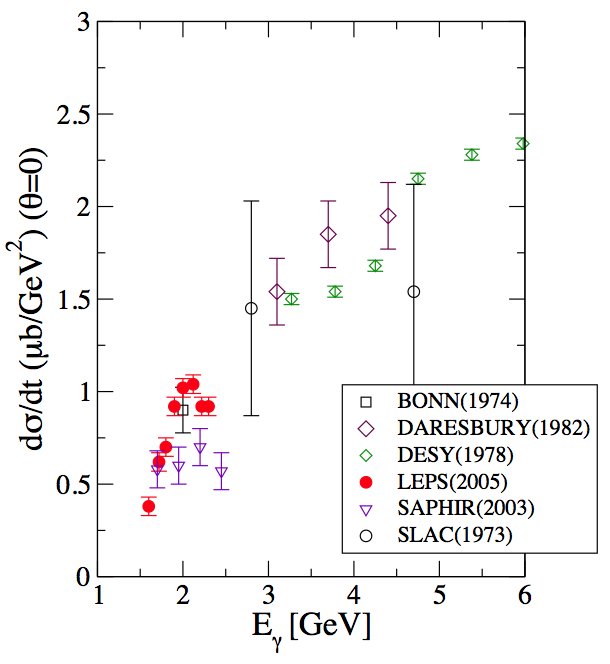 3
2.5
2
1.5
1
0.5
0
dσ/dt (μb/GeV²) (θ=0)
BONN(1974)
DARESBURY(1982)
DESY(1978)
LEPS(2005)
SAPHIR(2003)
SLAC(1973)
1 2 3 4 5 6
Eγ [GeV]